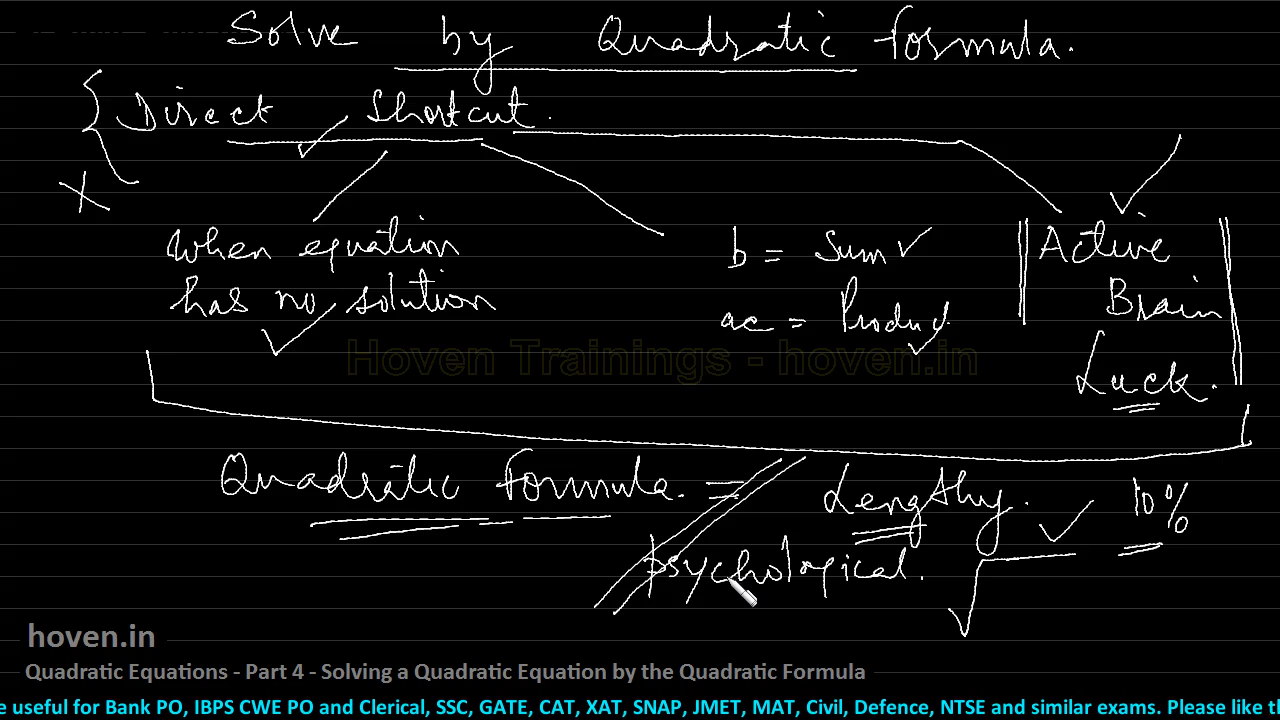 Solve by Quadratic formula.
Direct Shortcut.
When equation
has no solution
b = Sum
ac = Product
Active
Brain
Luck.
Hoven Trainings - hoven.in
Quadratic Formula. = Lengthy. 10%
psychological.
hoven.in
Quadratic Equations - Part 4 - Solving a Quadratic Equation by the Quadratic Formula
e useful for Bank PO, IBPS CWE PO and Clerical, SSC, GATE, CAT, XAT, SNAP, JMET, MAT, Civil, Defence, NTSE and similar exams. Please like t